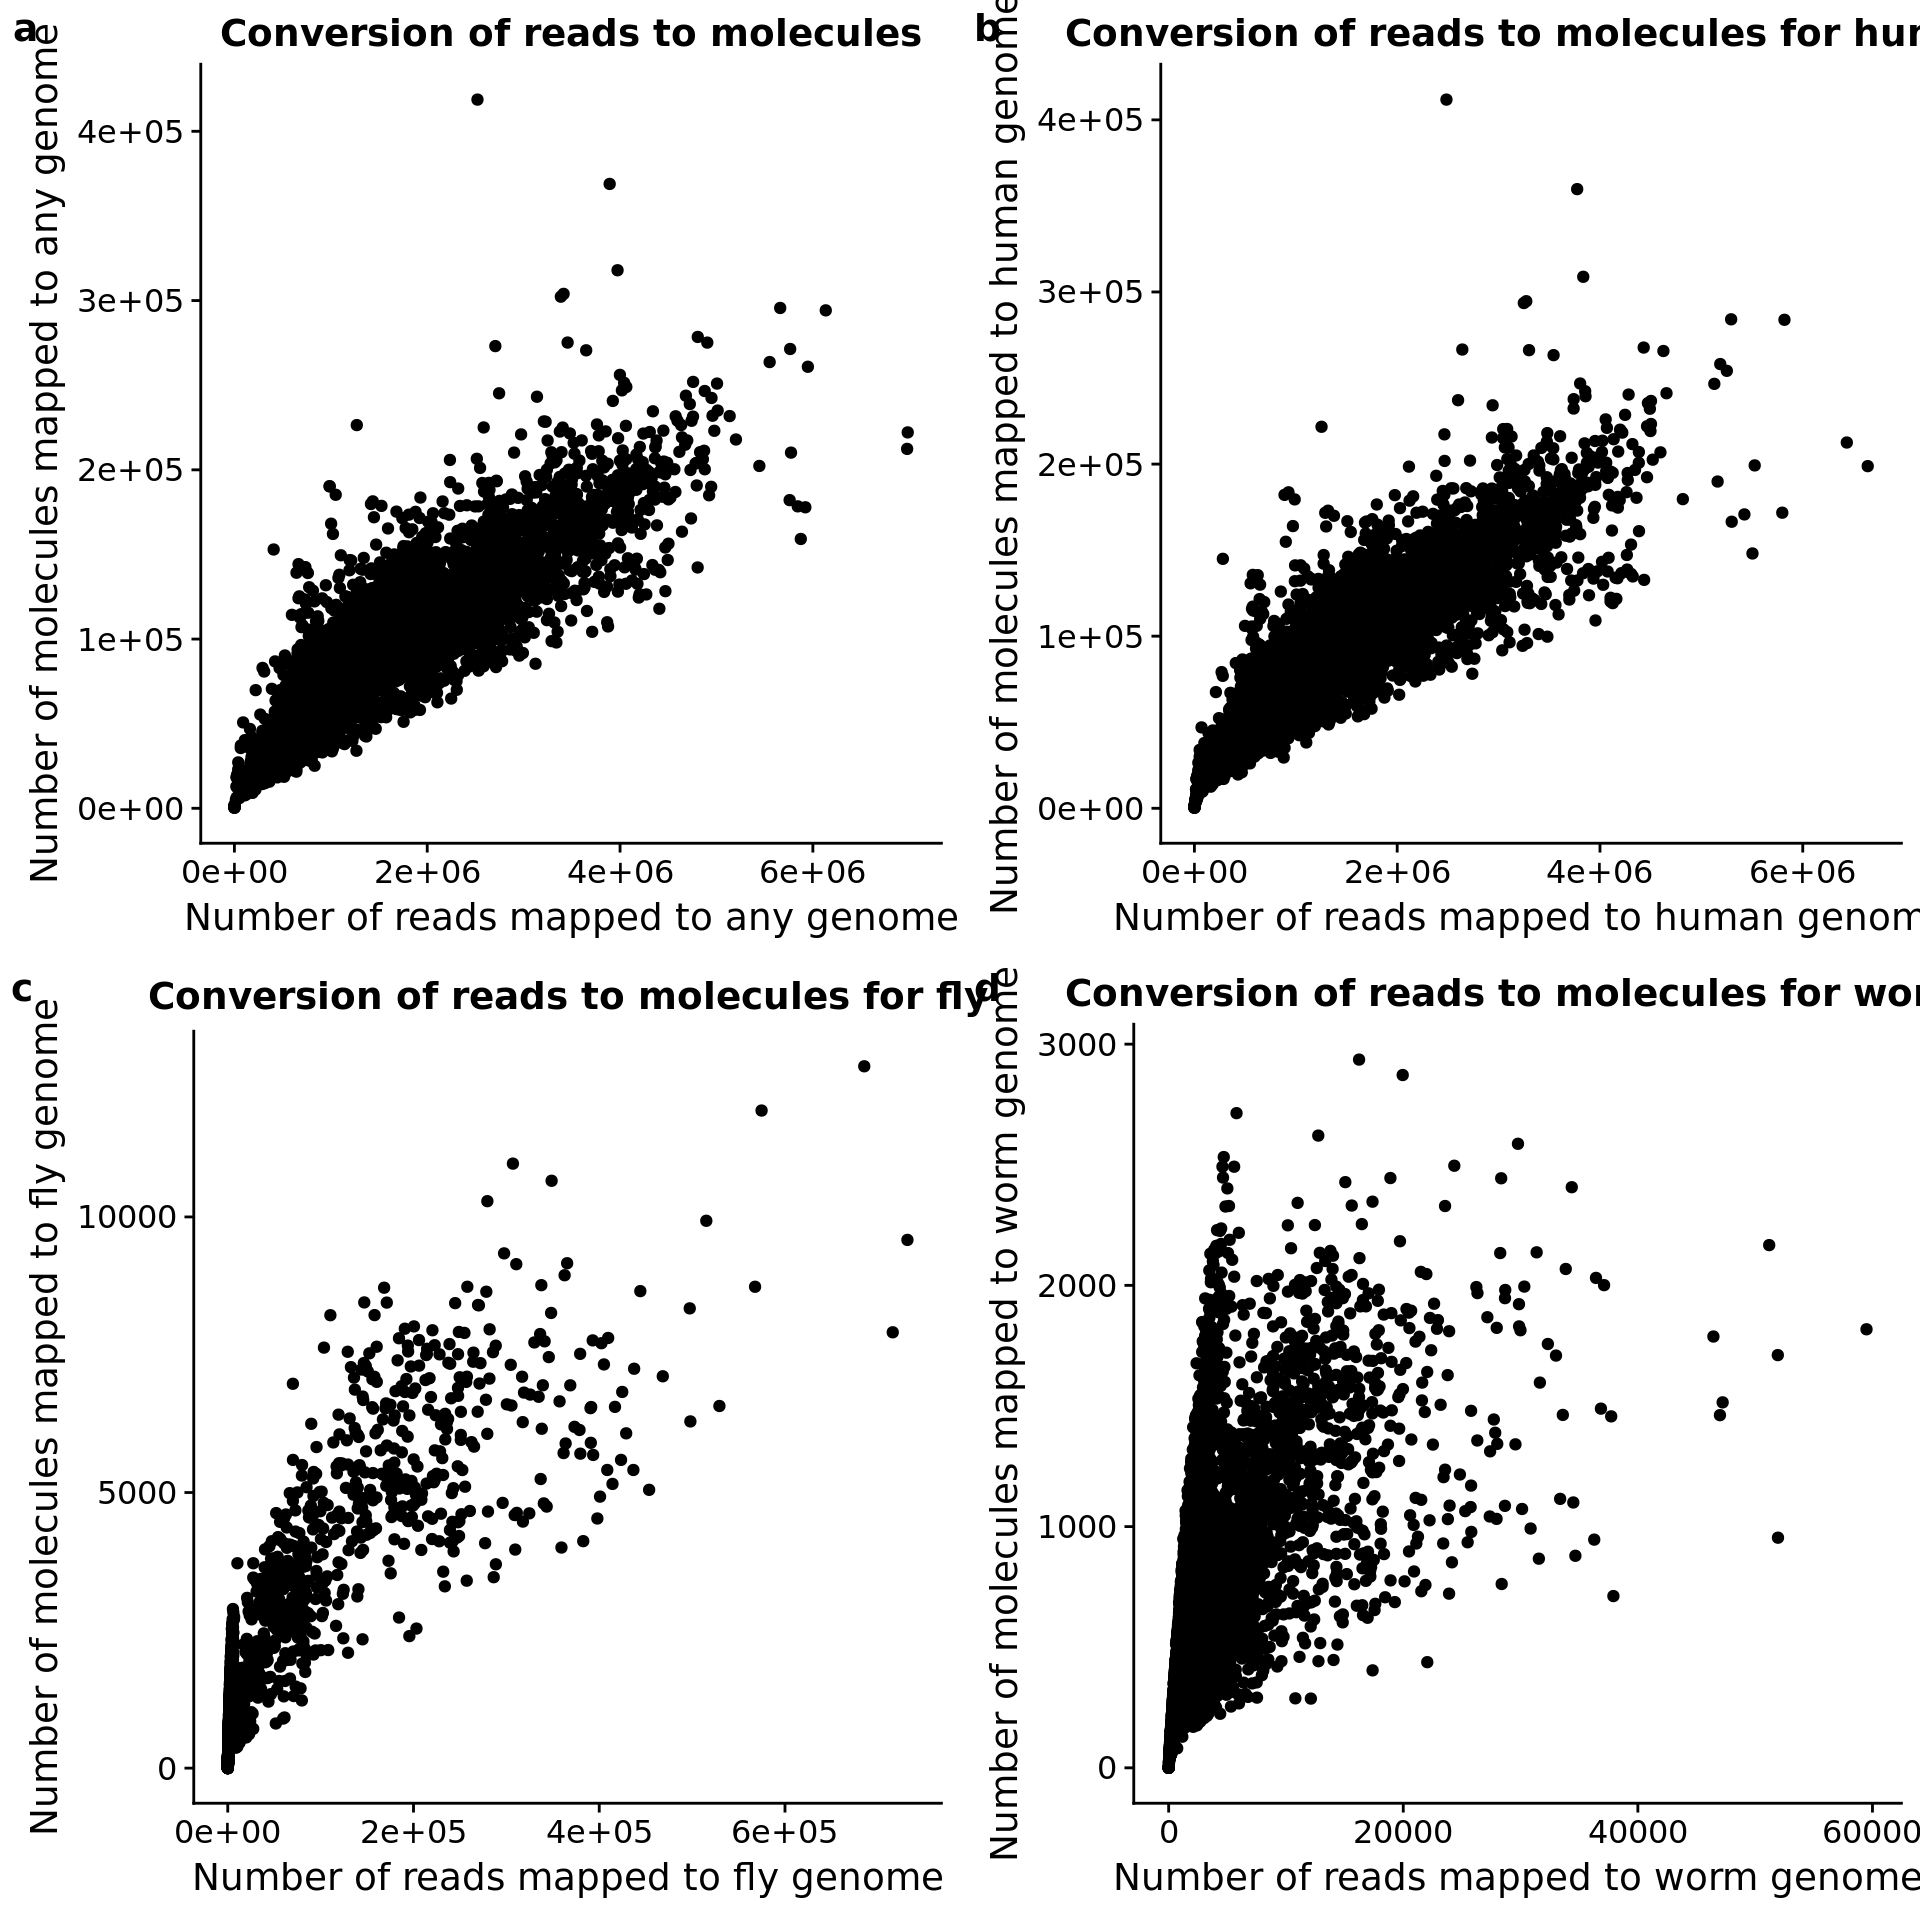 a
Conversion of reads to molecules
Number of molecules mapped to any genome
4e+05
3e+05
2e+05
1e+05
0e+00
0e+00 2e+06 4e+06 6e+06
Number of reads mapped to any genome
b
Conversion of reads to molecules for hur
Number of molecules mapped to human genome
4e+05
3e+05
2e+05
1e+05
0e+00
0e+00 2e+06 4e+06 6e+06
Number of reads mapped to human genom
c
Conversion of reads to molecules for fly
Number of molecules mapped to fly genome
10000
5000
0
0e+00 2e+05 4e+05 6e+05
Number of reads mapped to fly genome
d
Conversion of reads to molecules for wor
Number of molecules mapped to worm genome
3000
2000
1000
0
0 20000 40000 60000
Number of reads mapped to worm genome